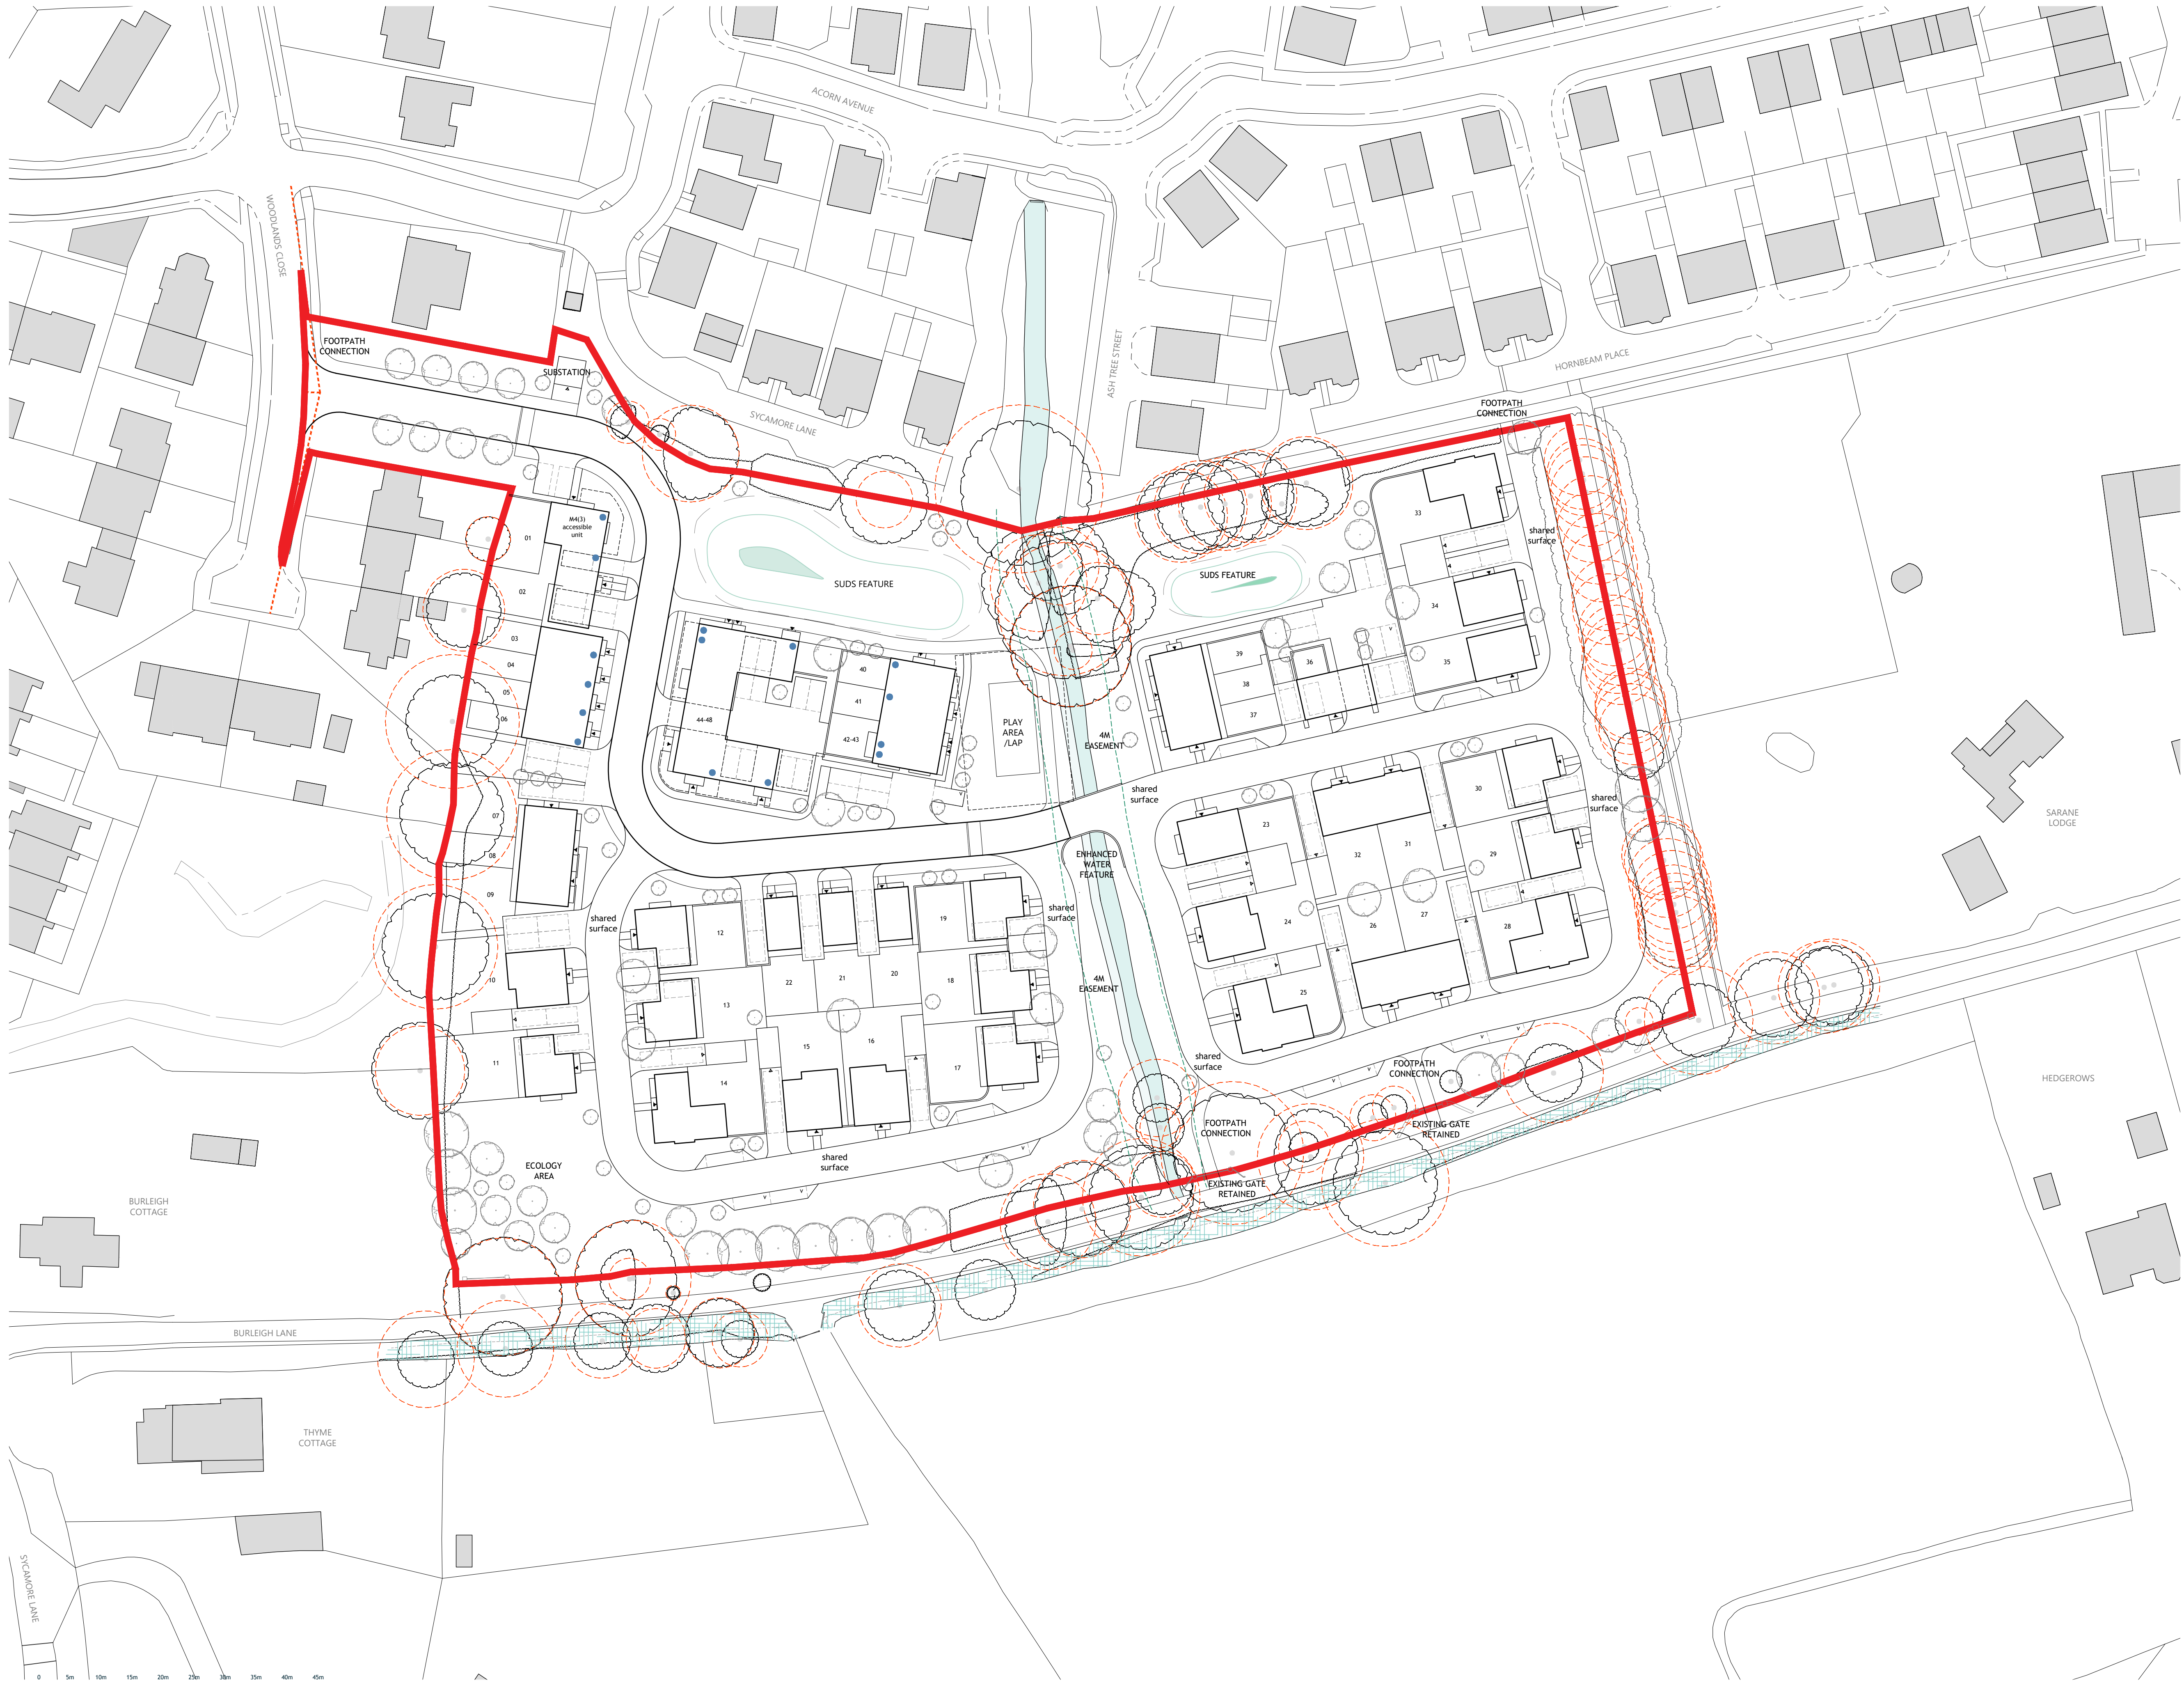 ACORN AVENUE
WOODLANDS CLOSE
ASH TREE STREET
HORNBEAM PLACE
FOOTPATH
CONNECTION
SUBSTATION
SYCAMORE LANE
FOOTPATH
CONNECTION
M4(3)
accessible
unit
01
02
03
04
05
06
07
08
09
10
11
4
SUDS FEATURE
SUDS FEATURE
33
shared
surface
34
35
36
39
38
37
v
40
41
42-43
44-48
PLAY
AREA
/LAP
4M
EASEMENT
v
shared
surface
shared
surface
SARANE
LODGE
23
24
25
26
27
28
4
29
30
31
32
ENHANCED
WATER
FEATURE
shared
surface
shared
surface
12
13
14
15
16
17
18
19
20
21
22
4M
EASEMENT
shared
surface
FOOTPATH
CONNECTION
v
v
v
v
HEDGEROWS
FOOTPATH
CONNECTION
EXISTING GATE
RETAINED
EXISTING GATE
RETAINED
shared
surface
v
v
v
v
ECOLOGY
AREA
BURLEIGH
COTTAGE
BURLEIGH LANE
THYME
COTTAGE
SYCAMORE LANE
0 5m 10m 15m 20m 25m 30m 35m 40m 45m